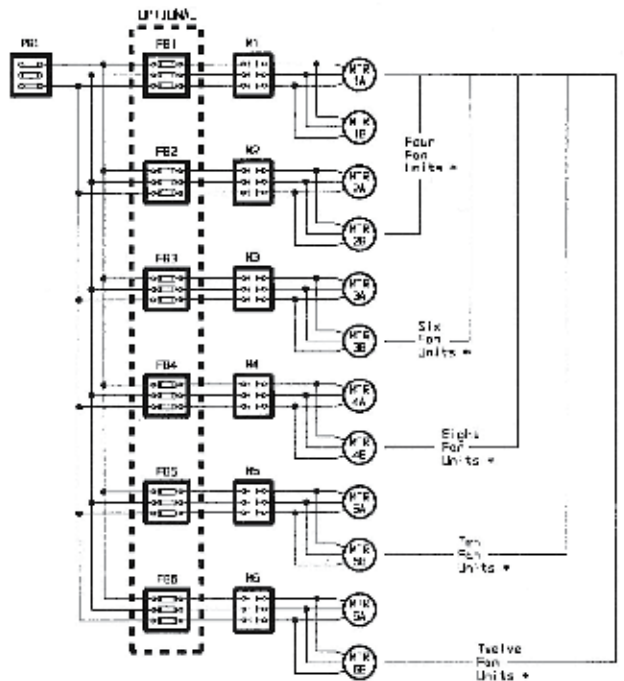 OPTIONAL
FB1 M1
MTR 1A
MTR 1B
Four
Fan
Units *
FB2 M2
MTR 2A
MTR 2B
FB3 M3
MTR 3A
MTR 3B
Six
Fan
Units *
FB4 M4
MTR 4A
MTR 4B
Eight
Fan
Units *
FB5 M5
MTR 5A
MTR 5B
Ten
Fan
Units *
FB6 M6
MTR 6A
MTR 6B
Twelve
Fan
Units *